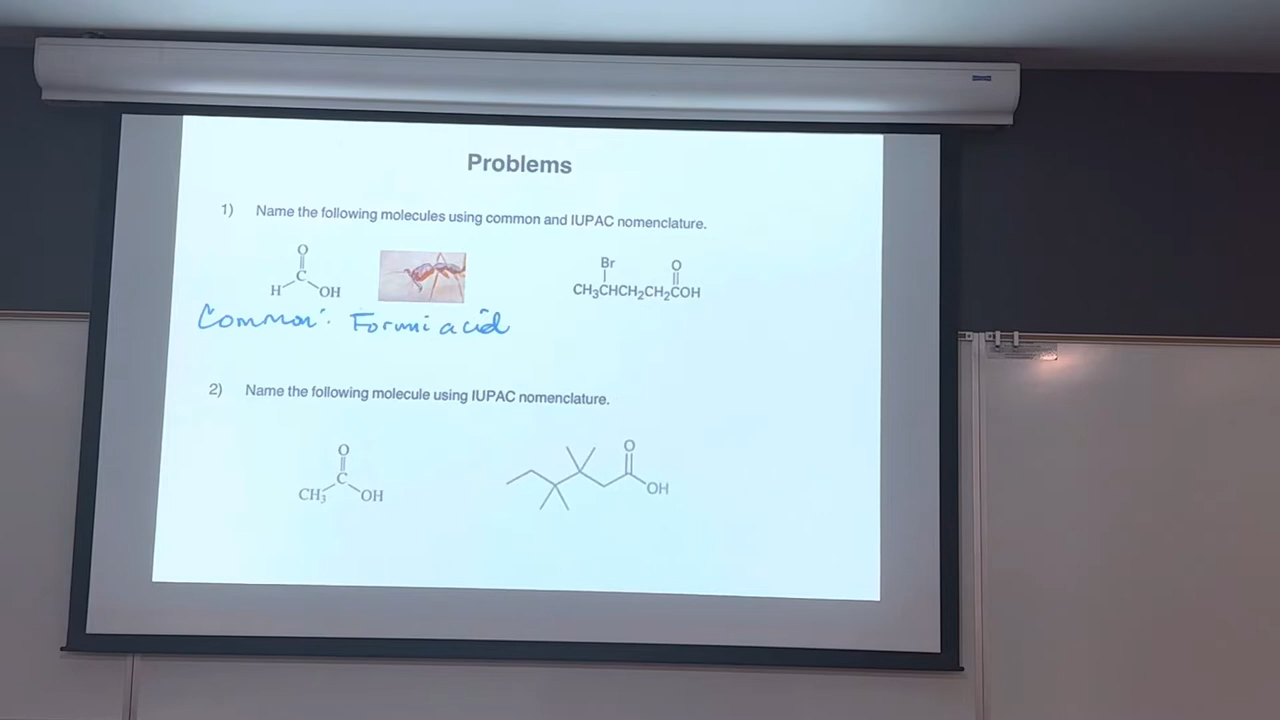 Problems
1) Name the following molecules using common and IUPAC nomenclature.
O
C
H OH
Br O
CH₃CHCH₂CH₂COH
Common: Formi acid
2) Name the following molecule using IUPAC nomenclature.
O
C
CH₃ OH
O
OH